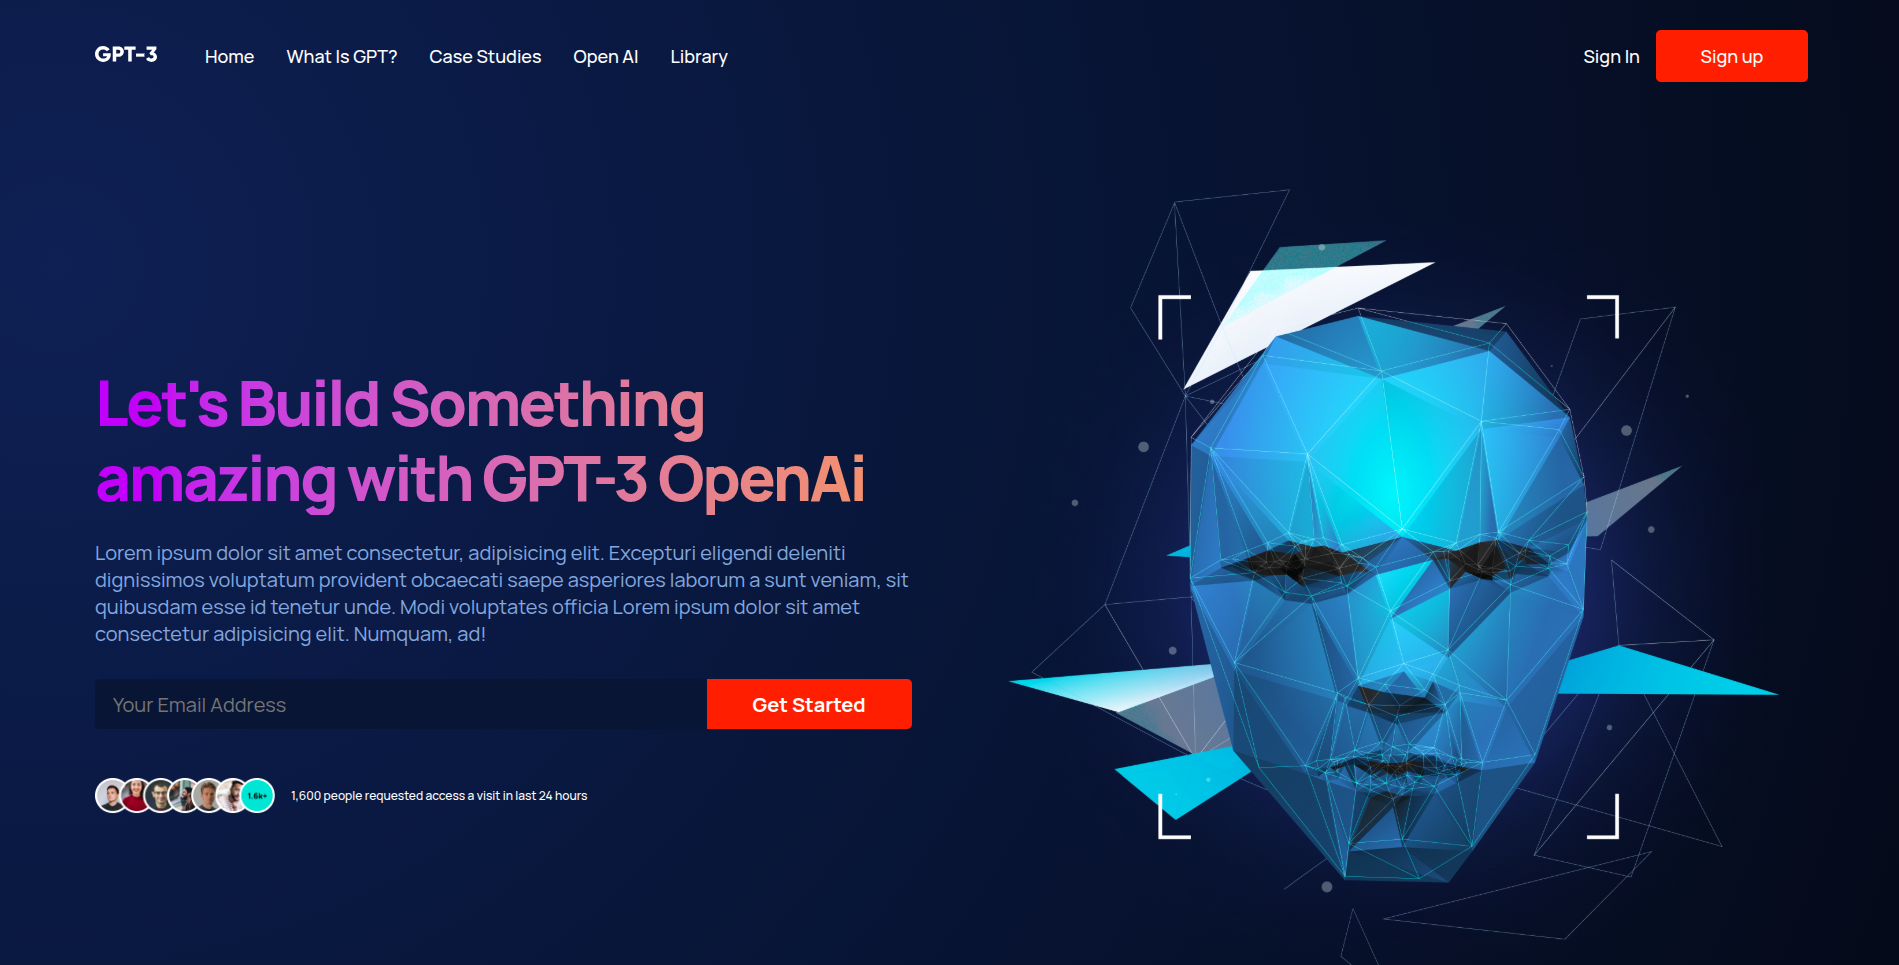 GPT-3 Home What Is GPT? Case Studies Open AI Library Sign In Sign up
Let's Build Something
amazing with GPT-3 OpenAi
Lorem ipsum dolor sit amet consectetur, adipisicing elit. Excepturi eligendi deleniti
dignissimos voluptatum provident obcaecati saepe asperiores laborum a sunt veniam, sit
quibusdam esse id tenetur unde. Modi voluptates officia Lorem ipsum dolor sit amet
consectetur adipisicing elit. Numquam, ad!
Your Email Address Get Started
1.6k+ 1,600 people requested access a visit in last 24 hours